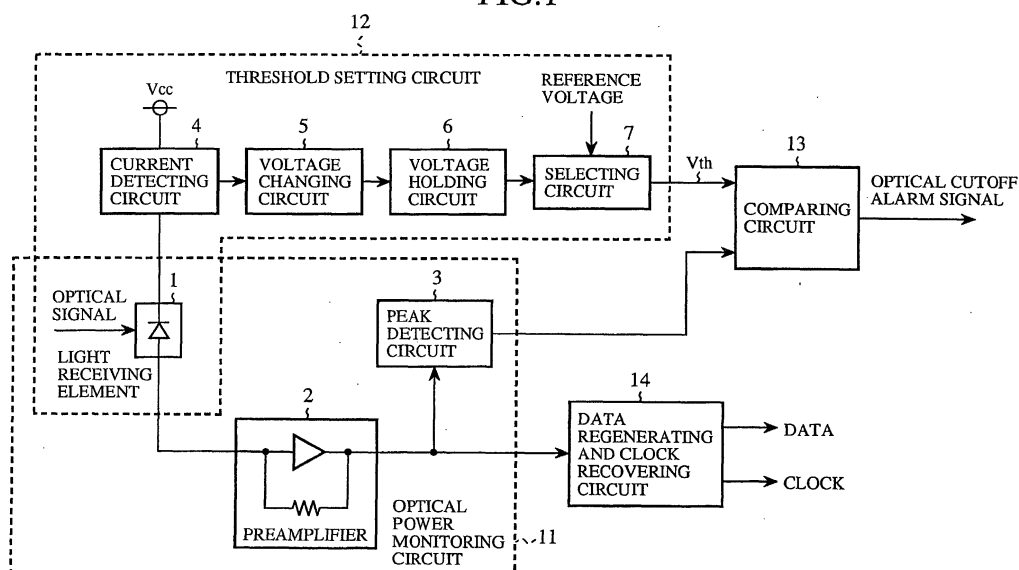 FIG.1
12
THRESHOLD SETTING CIRCUIT
REFERENCE
VOLTAGE
Vcc
4
5
6
7
CURRENT
DETECTING
CIRCUIT
VOLTAGE
CHANGING
CIRCUIT
VOLTAGE
HOLDING
CIRCUIT
SELECTING
CIRCUIT
Vth
13
COMPARING
CIRCUIT
OPTICAL CUTOFF
ALARM SIGNAL
1
OPTICAL
SIGNAL
LIGHT
RECEIVING
ELEMENT
3
PEAK
DETECTING
CIRCUIT
2
PREAMPLIFIER
14
DATA
REGENERATING
AND CLOCK
RECOVERING
CIRCUIT
DATA
CLOCK
OPTICAL
POWER
MONITORING
CIRCUIT
11